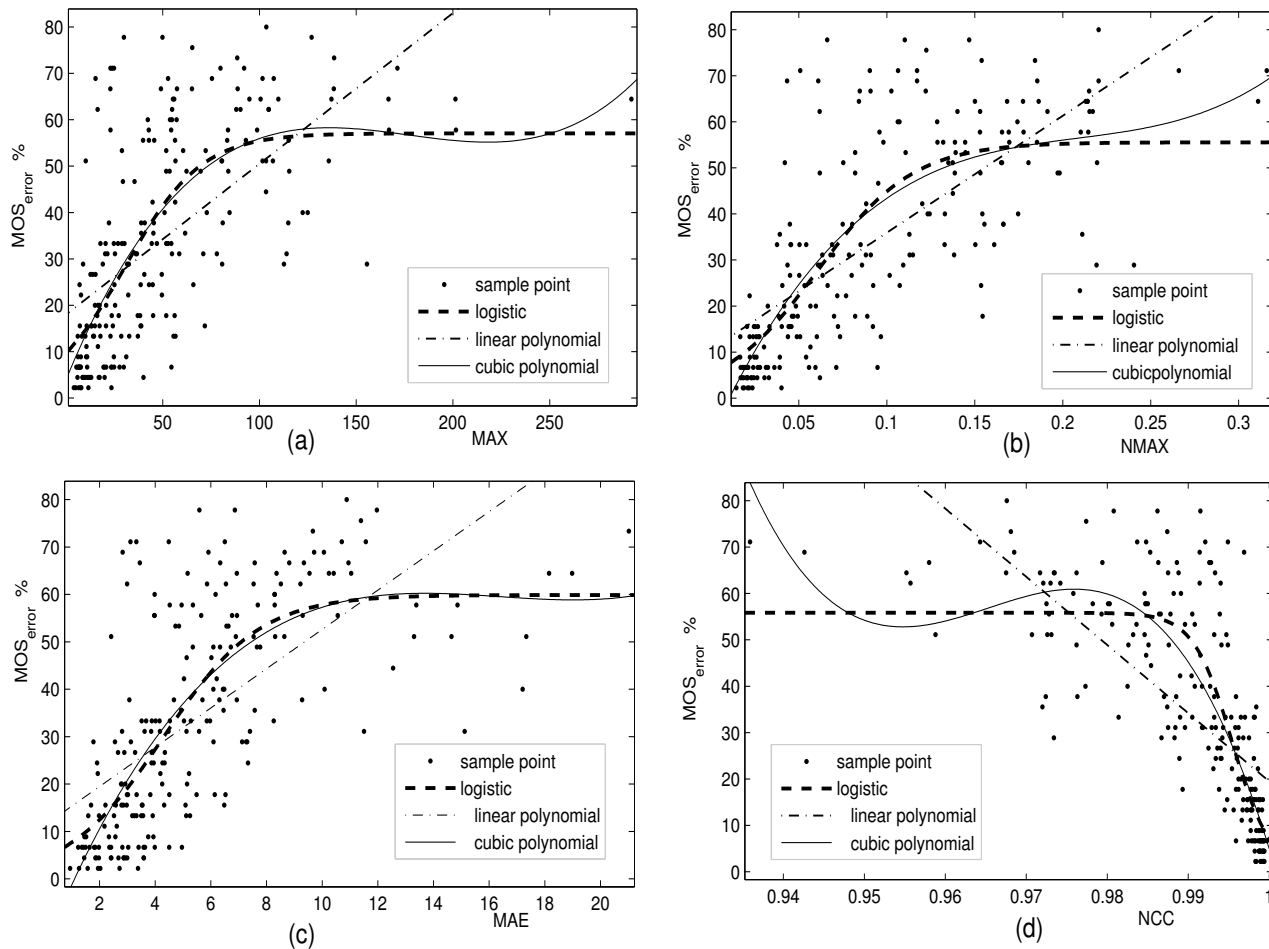 80
70
60
50
40
30
20
10
0
MOSerror %
sample point
logistic
linear polynomial
cubic polynomial
50 100 150 200 250
MAX
(a)
80
70
60
50
40
30
20
10
0
MOSerror %
sample point
logistic
linear polynomial
cubicpolynomial
0.05 0.1 0.15 0.2 0.25 0.3
NMAX
(b)
80
70
60
50
40
30
20
10
0
MOSerror %
sample point
logistic
linear polynomial
cubic polynomial
2 4 6 8 10 12 14 16 18 20
MAE
(c)
80
70
60
50
40
30
20
10
0
MOSerror %
sample point
logistic
linear polynomial
cubic polynomial
0.94 0.95 0.96 0.97 0.98 0.99 1
NCC
(d)